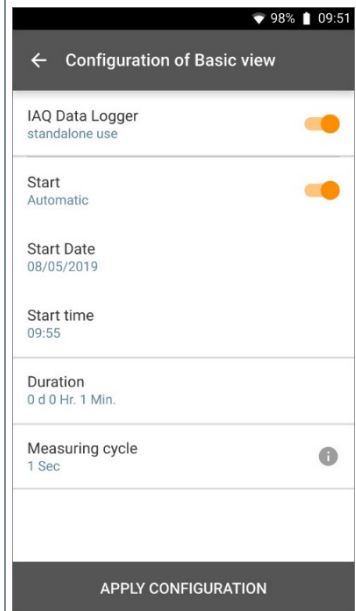 98% 09:51
Configuration of Basic view
IAQ Data Logger
standalone use
Start
Automatic
Start Date
08/05/2019
Start time
09:55
Duration
0 d 0 Hr. 1 Min.
Measuring cycle
1 Sec
APPLY CONFIGURATION